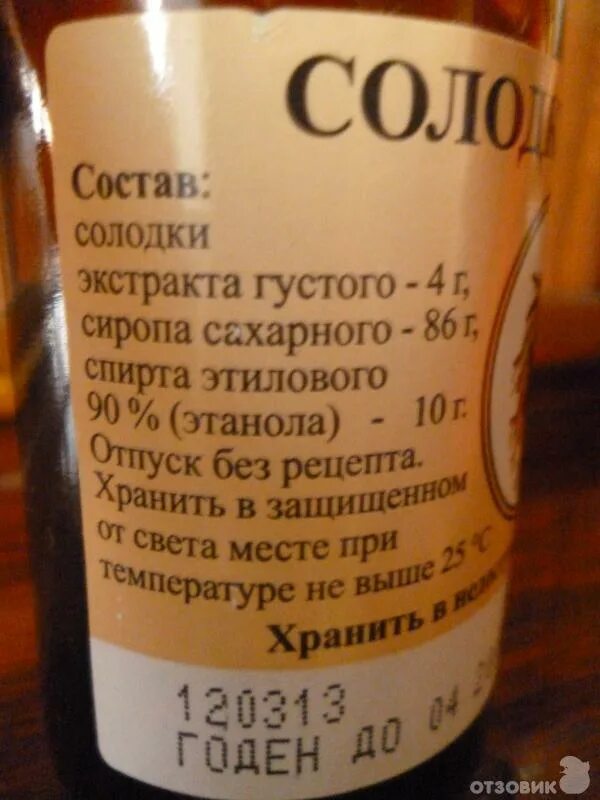 СОЛОДК
Состав:
солодки
экстракта густого - 4 г,
сиропа сахарного - 86 г,
спирта этилового
90 % (этанола) - 10 г.
Отпуск без рецепта.
Хранить в защищенном
от света месте при
температуре не выше 25 °С
Хранить в
120313
ГОДЕН ДО 04
ОТЗОВИК